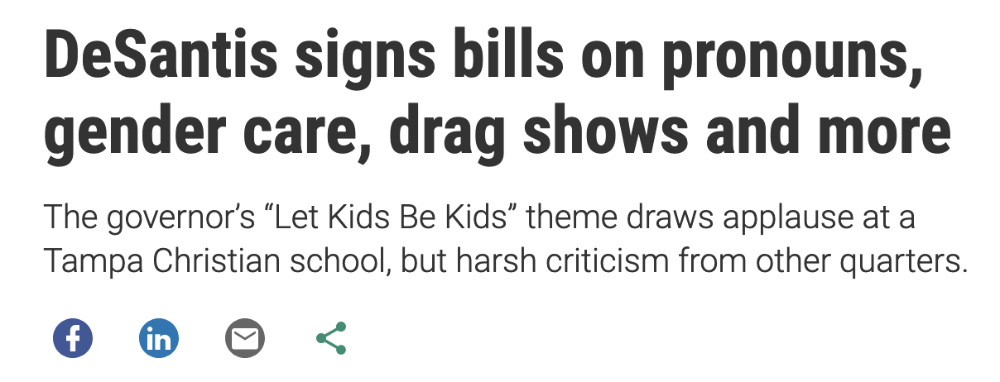 DeSantis signs bills on pronouns,
gender care, drag shows and more
The governor’s “Let Kids Be Kids” theme draws applause at a
Tampa Christian school, but harsh criticism from other quarters.
f in